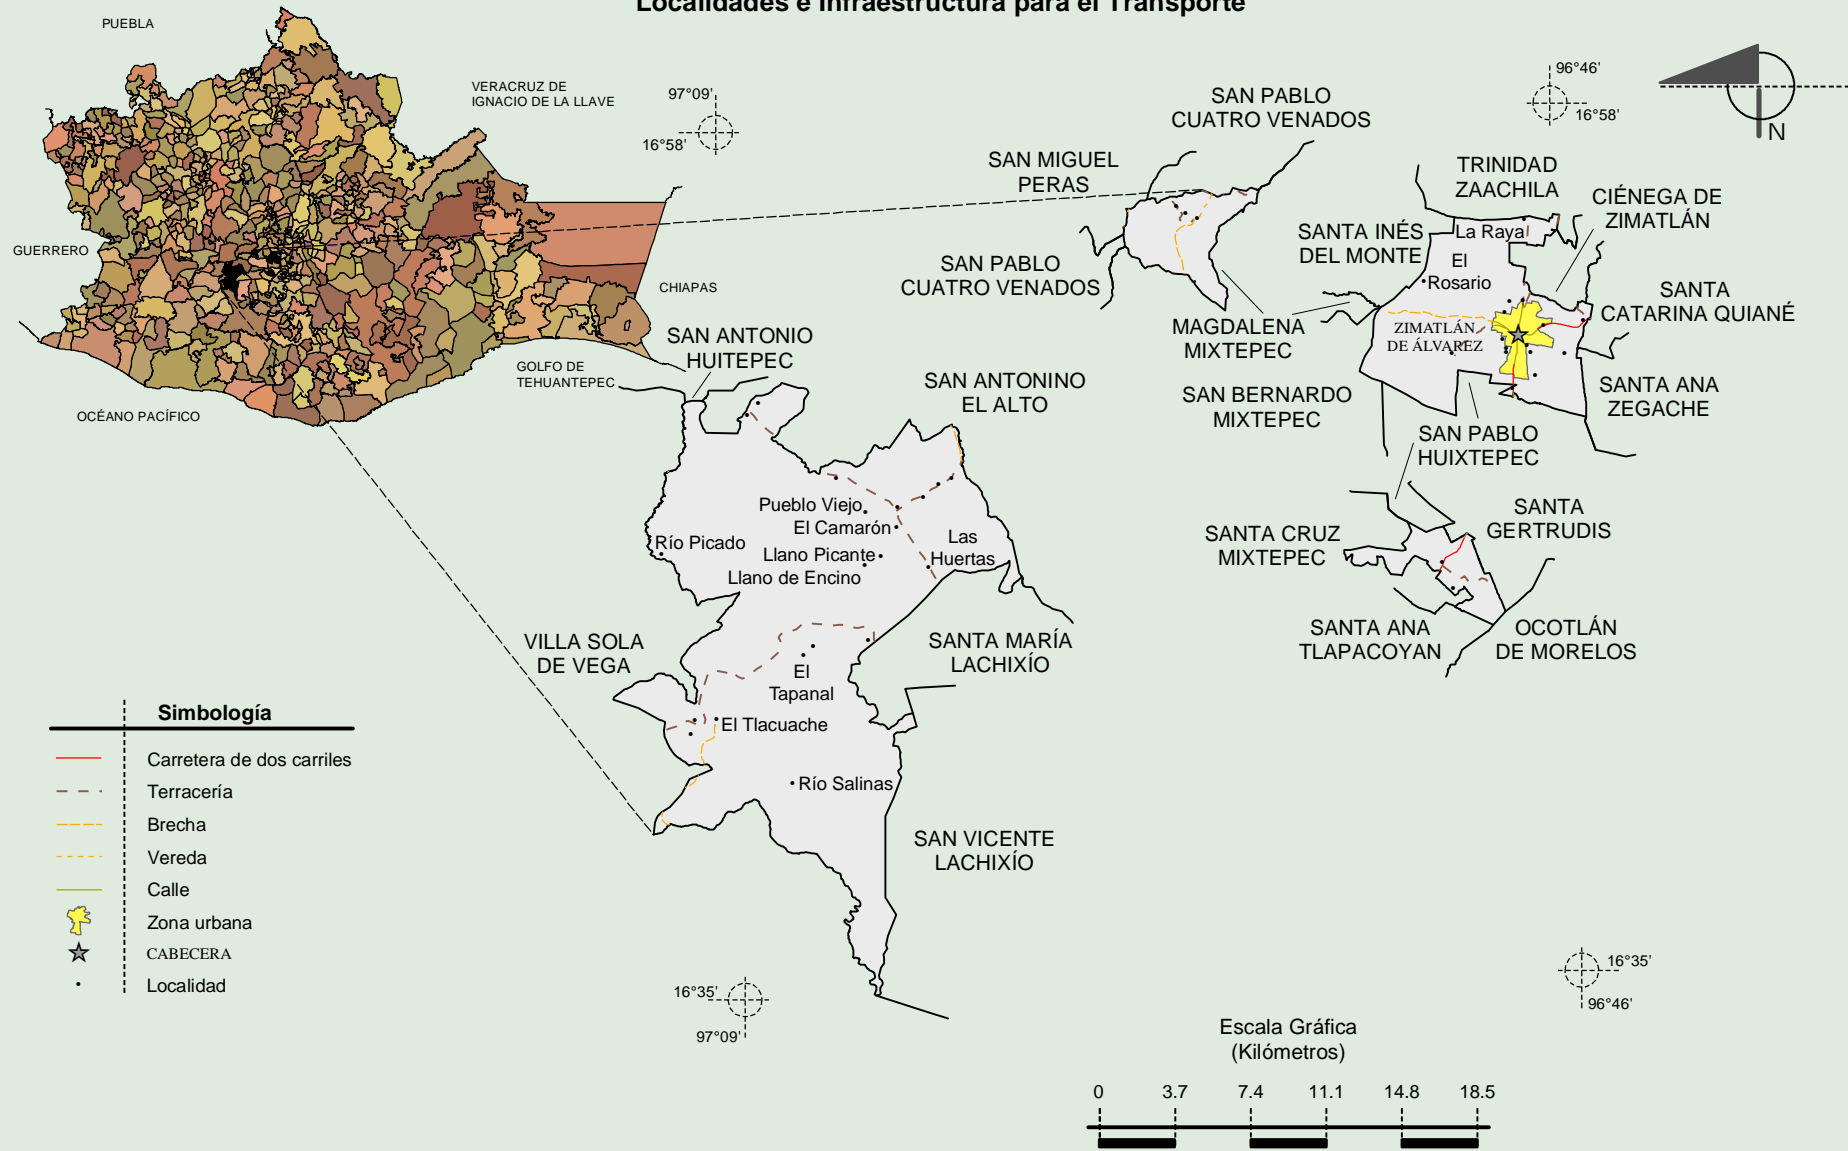 Localidades e Infraestructura para el Transporte
PUEBLA
VERACRUZ DE
IGNACIO DE LA LLAVE
GUERRERO
CHIAPAS
GOLFO DE
TEHUANTEPEC
OCÉANO PACÍFICO
97°09'
16°58'
96°46'
16°58'
N
SAN PABLO
CUATRO VENADOS
SAN MIGUEL
PERAS
TRINIDAD
ZAACHILA
CIÉNEGA DE
ZIMATLÁN
SANTA INÉS
DEL MONTE
La Raya
El
Rosario
SAN PABLO
CUATRO VENADOS
SANTA
CATARINA QUIANÉ
MAGDALENA
MIXTEPEC
ZIMATLÁN
DE ÁLVAREZ
SAN ANTONIO
HUITEPEC
SAN ANTONINO
EL ALTO
SAN BERNARDO
MIXTEPEC
SANTA ANA
ZEGACHE
SAN PABLO
HUIXTEPEC
Pueblo Viejo
El Camarón
Río Picado
Llano Picante
Llano de Encino
Las
Huertas
SANTA CRUZ
MIXTEPEC
SANTA
GERTRUDIS
VILLA SOLA
DE VEGA
SANTA MARÍA
LACHIXÍO
SANTA ANA
TLAPACOYAN
OCOTLÁN
DE MORELOS
El
Tapanal
El Tlacuache
Río Salinas
SAN VICENTE
LACHIXÍO
Simbología
Carretera de dos carriles
Terracería
Brecha
Vereda
Calle
Zona urbana
CABECERA
Localidad
16°35'
97°09'
16°35'
96°46'
Escala Gráfica
(Kilómetros)
0 3.7 7.4 11.1 14.8 18.5